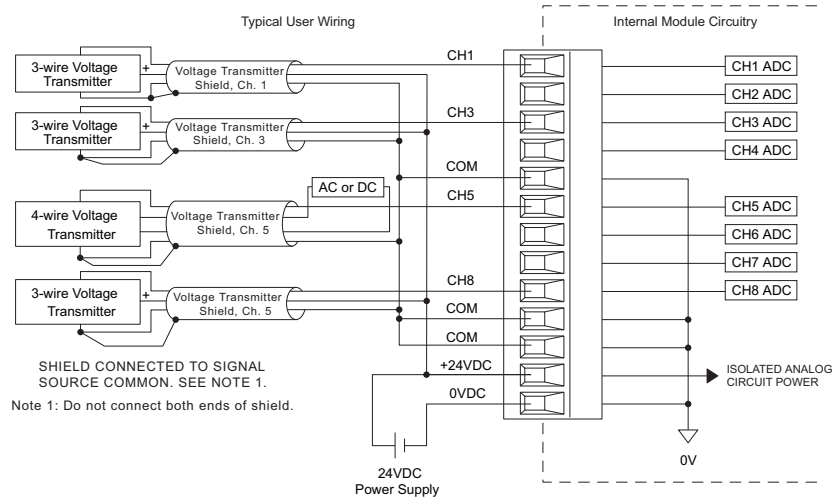 Typical User Wiring
Internal Module Circuitry
3-wire Voltage
Transmitter
+
Voltage Transmitter
Shield, Ch. 1
CH1
CH1 ADC
CH2 ADC
3-wire Voltage
Transmitter
+
Voltage Transmitter
Shield, Ch. 3
CH3
CH3 ADC
CH4 ADC
COM
AC or DC
4-wire Voltage
Transmitter
Voltage Transmitter
Shield, Ch. 5
CH5
CH5 ADC
CH6 ADC
CH7 ADC
3-wire Voltage
Transmitter
+
Voltage Transmitter
Shield, Ch. 5
CH8
CH8 ADC
COM
COM
+24VDC
0VDC
ISOLATED ANALOG
CIRCUIT POWER
SHIELD CONNECTED TO SIGNAL
SOURCE COMMON. SEE NOTE 1.
Note 1: Do not connect both ends of shield.
0V
24VDC
Power Supply